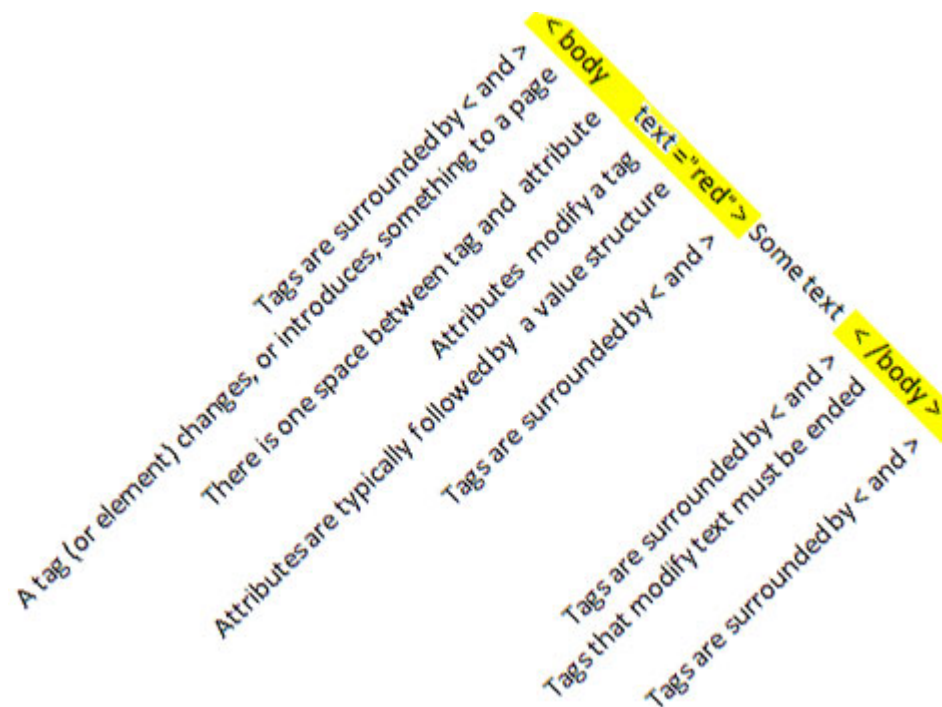 < body text ="red" > Some text < /body >
Tags are surrounded by < and >
A tag (or element) changes, or introduces, something to a page
There is one space between tag and attribute
Attributes modify a tag
Attributes are typically followed by a value structure
Tags are surrounded by < and >
Tags are surrounded by < and >
Tags that modify text must be ended
Tags are surrounded by < and >